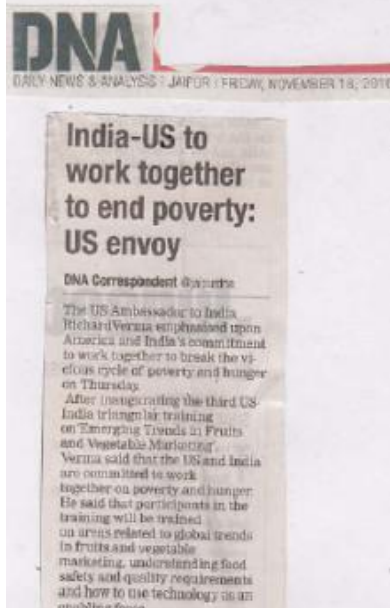 DNA
DAILY NEWS & ANALYSIS | JAIPUR | FRIDAY, NOVEMBER 18, 2016
India-US to
work together
to end poverty:
US envoy
DNA Correspondent
The US Ambassador to India
Richard Verma emphasised upon
America and India's commitment
to work together to break the vi-
cious cycle of poverty and hunger
on Thursday.
After inaugurating the third US
India triangular training
on 'Emerging Trends in Fruits
and Vegetable Marketing',
Verma said that the US and India
are committed to work
together on poverty and hunger.
He said that participants in the
training will be trained
on areas related to global trends
in fruits and vegetable
marketing, understanding food
safety and quality requirements
and how to use technology as an